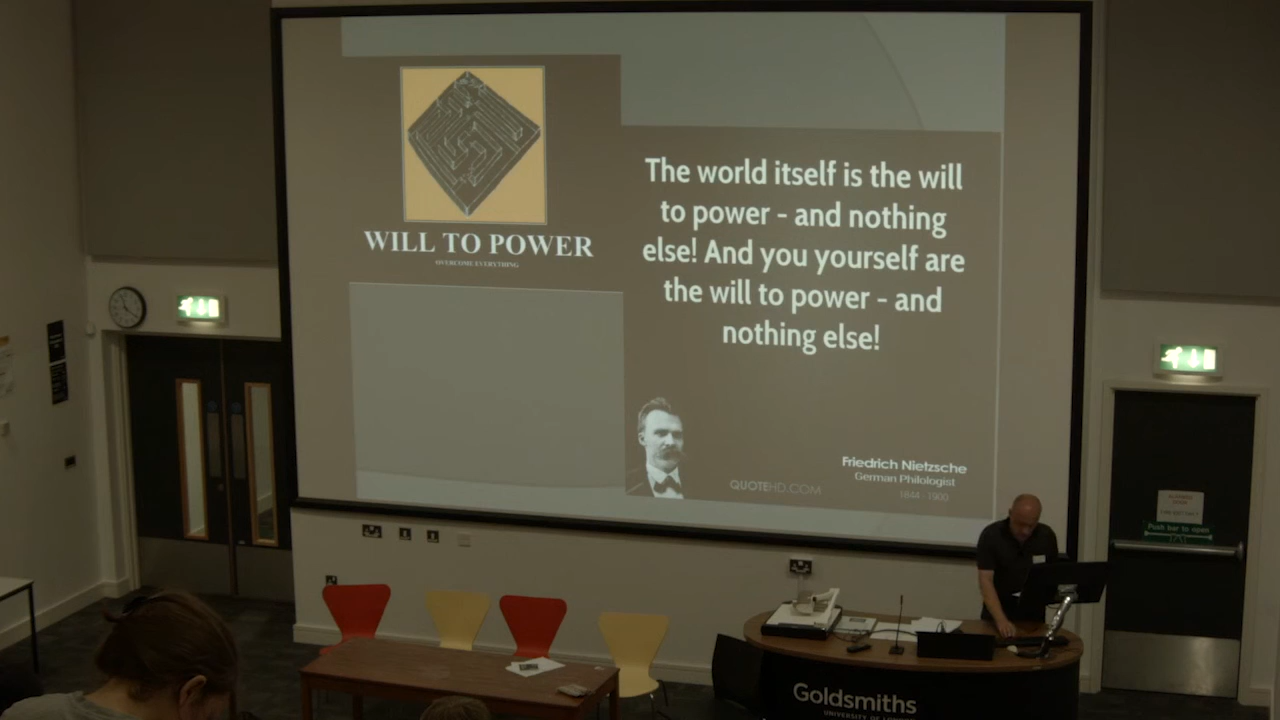 WILL TO POWER
OVERCOME EVERYTHING
The world itself is the will
to power - and nothing
else! And you yourself are
the will to power - and
nothing else!
Friedrich Nietzsche
German Philologist
1844 - 1900
QUOTEHD.COM
Push bar to open
Goldsmiths
UNIVERSITY OF